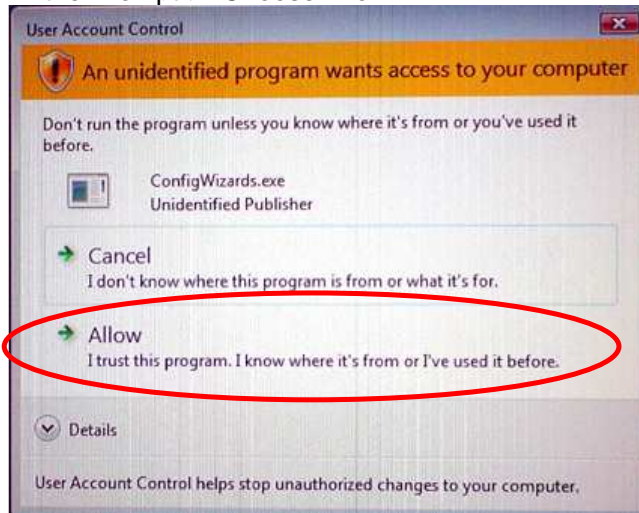 User Account Control
An unidentified program wants access to your computer
Don't run the program unless you know where it's from or you've used it
before.
ConfigWizards.exe
Unidentified Publisher
Cancel
I don't know where this program is from or what it's for.
Allow
I trust this program. I know where it's from or I've used it before.
Details
User Account Control helps stop unauthorized changes to your computer.